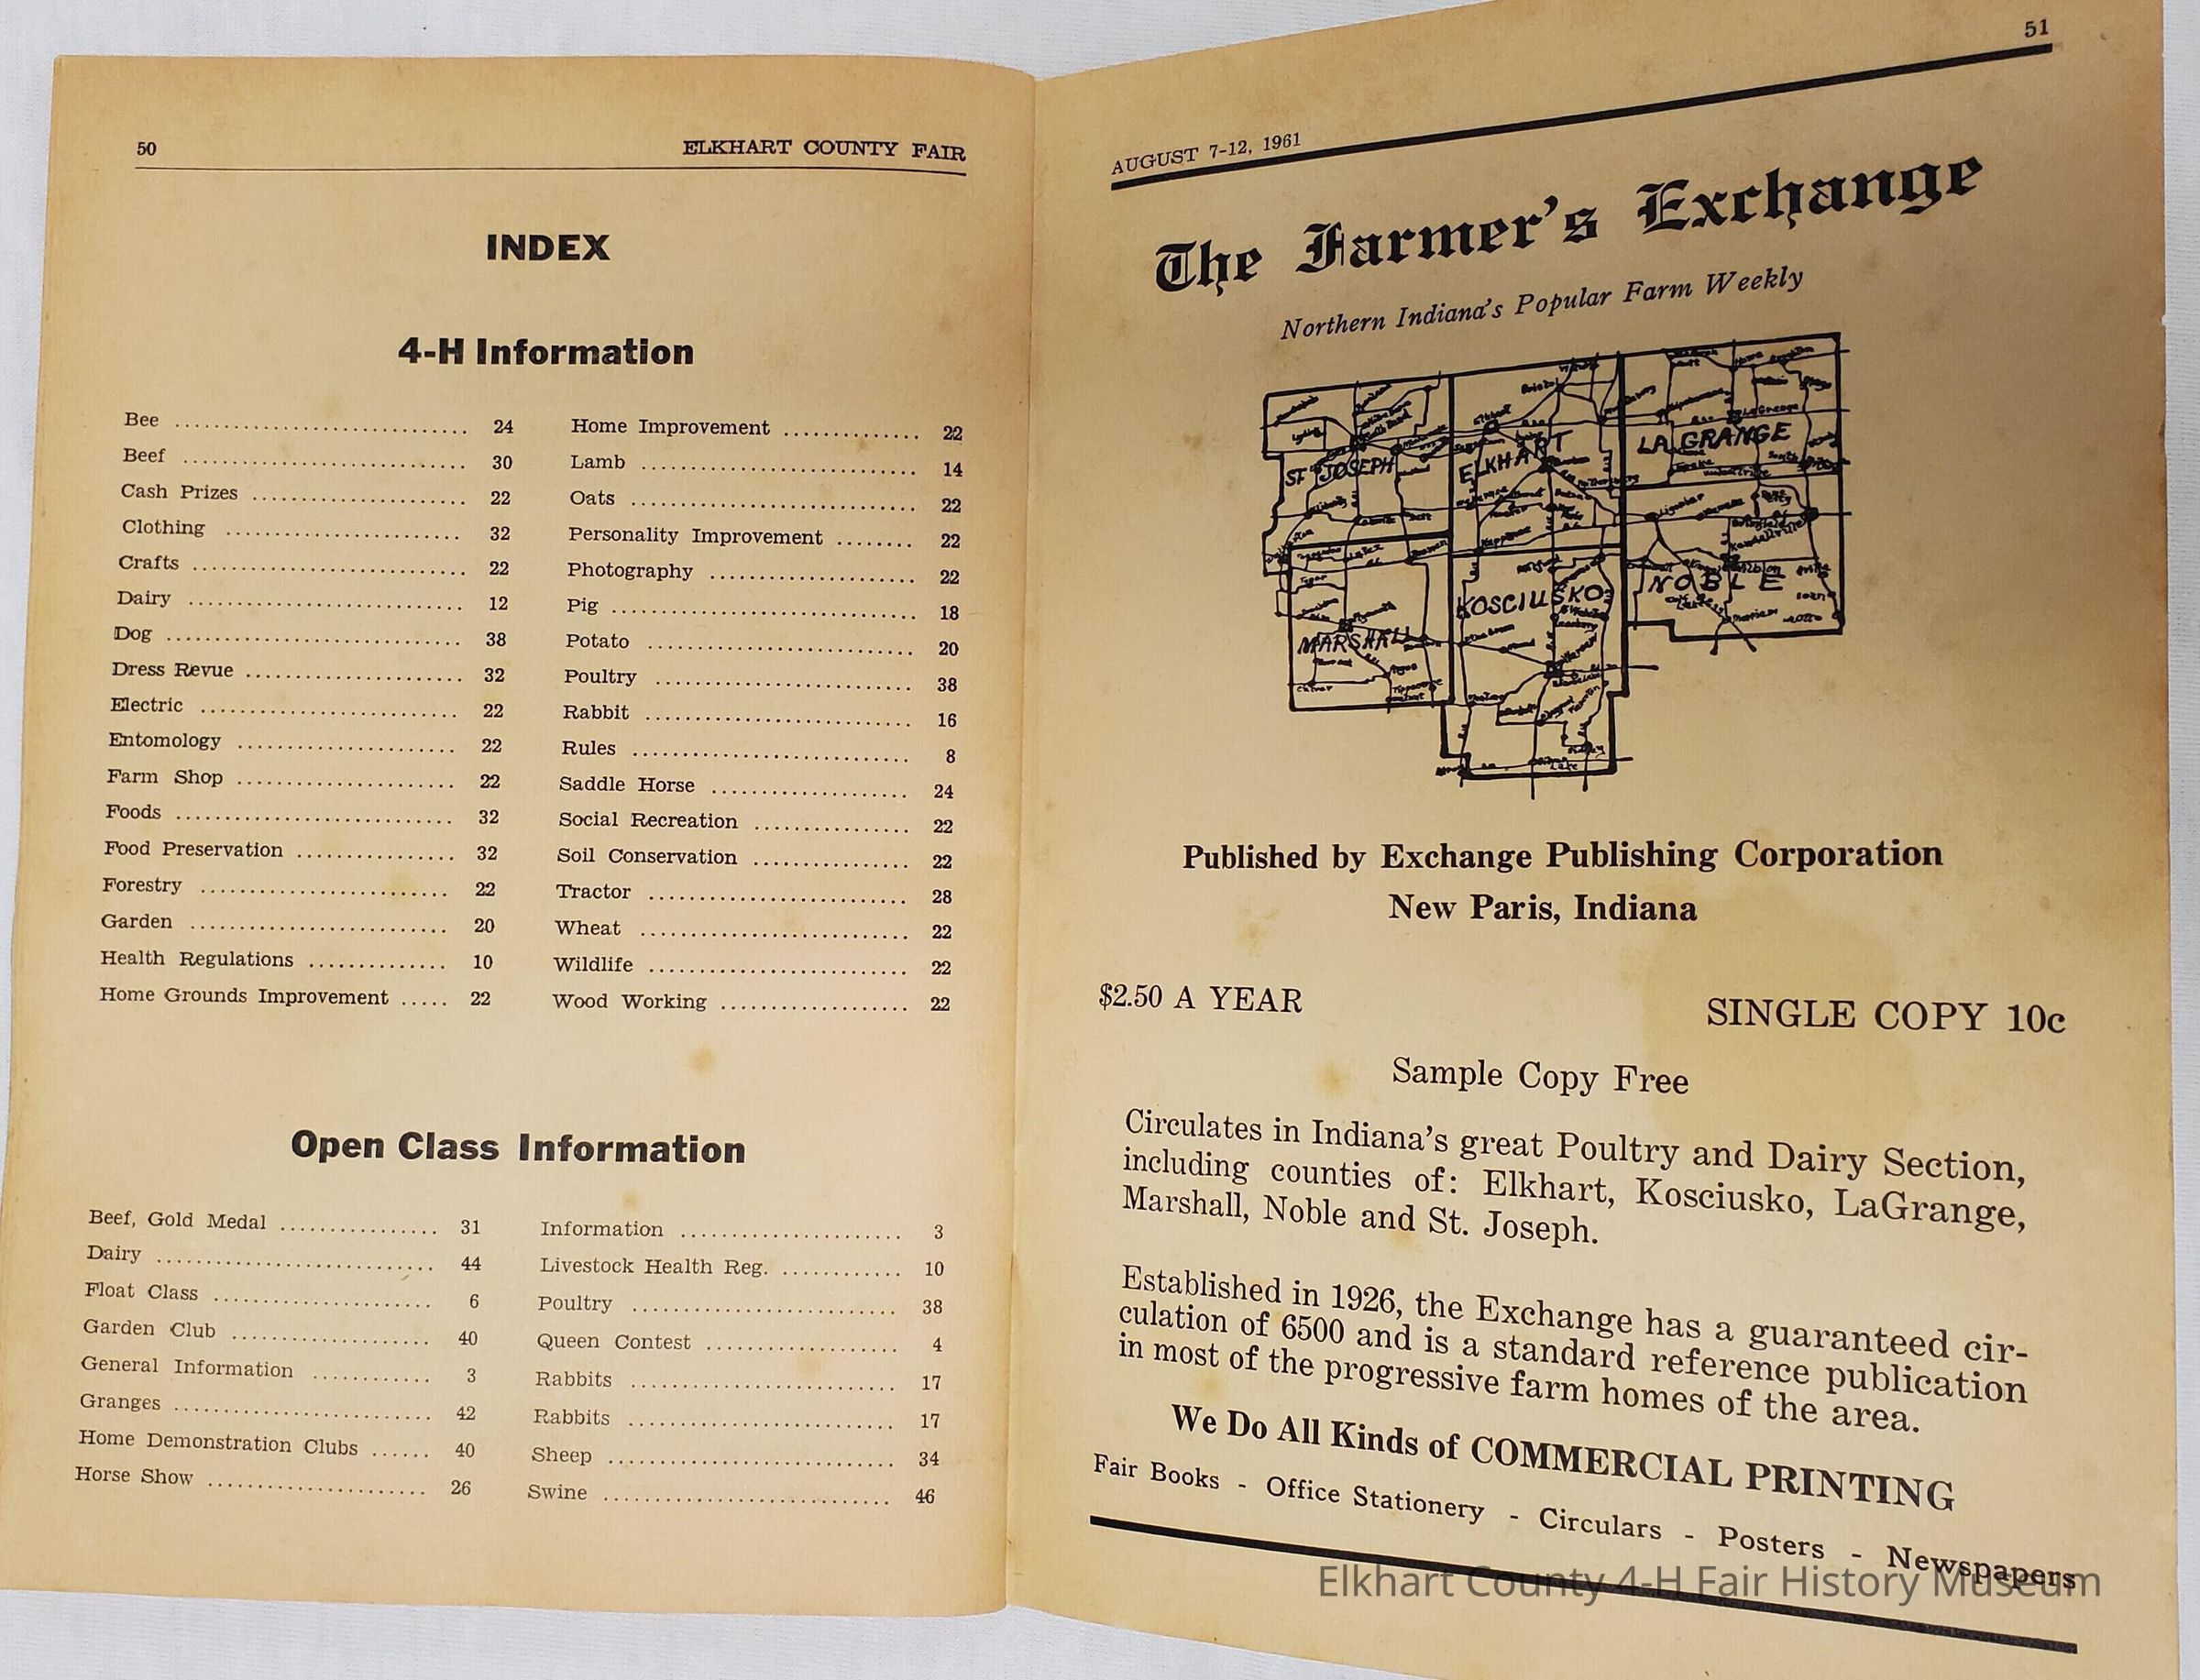 50 ELKHART COUNTY FAIR
INDEX
4-H Information
Bee ............................ 24
Beef ........................... 30
Cash Prizes .................... 22
Clothing ....................... 32
Crafts ......................... 22
Dairy .......................... 12
Dog ............................ 38
Dress Revue .................... 32
Electric ....................... 22
Entomology ..................... 22
Farm Shop ...................... 22
Foods .......................... 32
Food Preservation .............. 32
Forestry ....................... 22
Garden ......................... 20
Health Regulations ............. 10
Home Grounds Improvement ..... 22
Home Improvement .............. 22
Lamb ........................... 14
Oats ........................... 22
Personality Improvement ........ 22
Photography .................... 22
Pig ............................ 18
Potato ......................... 20
Poultry ........................ 38
Rabbit ......................... 16
Rules .......................... 8
Saddle Horse ................... 24
Social Recreation .............. 22
Soil Conservation .............. 22
Tractor ........................ 28
Wheat .......................... 22
Wildlife ....................... 22
Wood Working ................... 22
Open Class Information
Beef, Gold Medal ............... 31
Dairy .......................... 44
Float Class .................... 6
Garden Club .................... 40
General Information ............ 3
Granges ........................ 42
Home Demonstration Clubs ...... 40
Horse Show ..................... 26
Information .................... 3
Livestock Health Reg. ............ 10
Poultry ........................ 38
Queen Contest .................. 4
Rabbits ........................ 17
Rabbits ........................ 17
Sheep .......................... 34
Swine .......................... 46
AUGUST 7-12, 1961 51
The Farmer's Exchange
Northern Indiana's Popular Farm Weekly
ST JOSEPH
ELKHART
LA GRANGE
MARSHALL
KOSCIUSKO
NOBLE
Published by Exchange Publishing Corporation
New Paris, Indiana
$2.50 A YEAR SINGLE COPY 10c
Sample Copy Free
Circulates in Indiana's great Poultry and Dairy Section,
including counties of: Elkhart, Kosciusko, LaGrange,
Marshall, Noble and St. Joseph.
Established in 1926, the Exchange has a guaranteed cir-
culation of 6500 and is a standard reference publication
in most of the progressive farm homes of the area.
We Do All Kinds of COMMERCIAL PRINTING
Fair Books - Office Stationery - Circulars - Posters - Newspapers
Elkhart County 4-H Fair History Museum